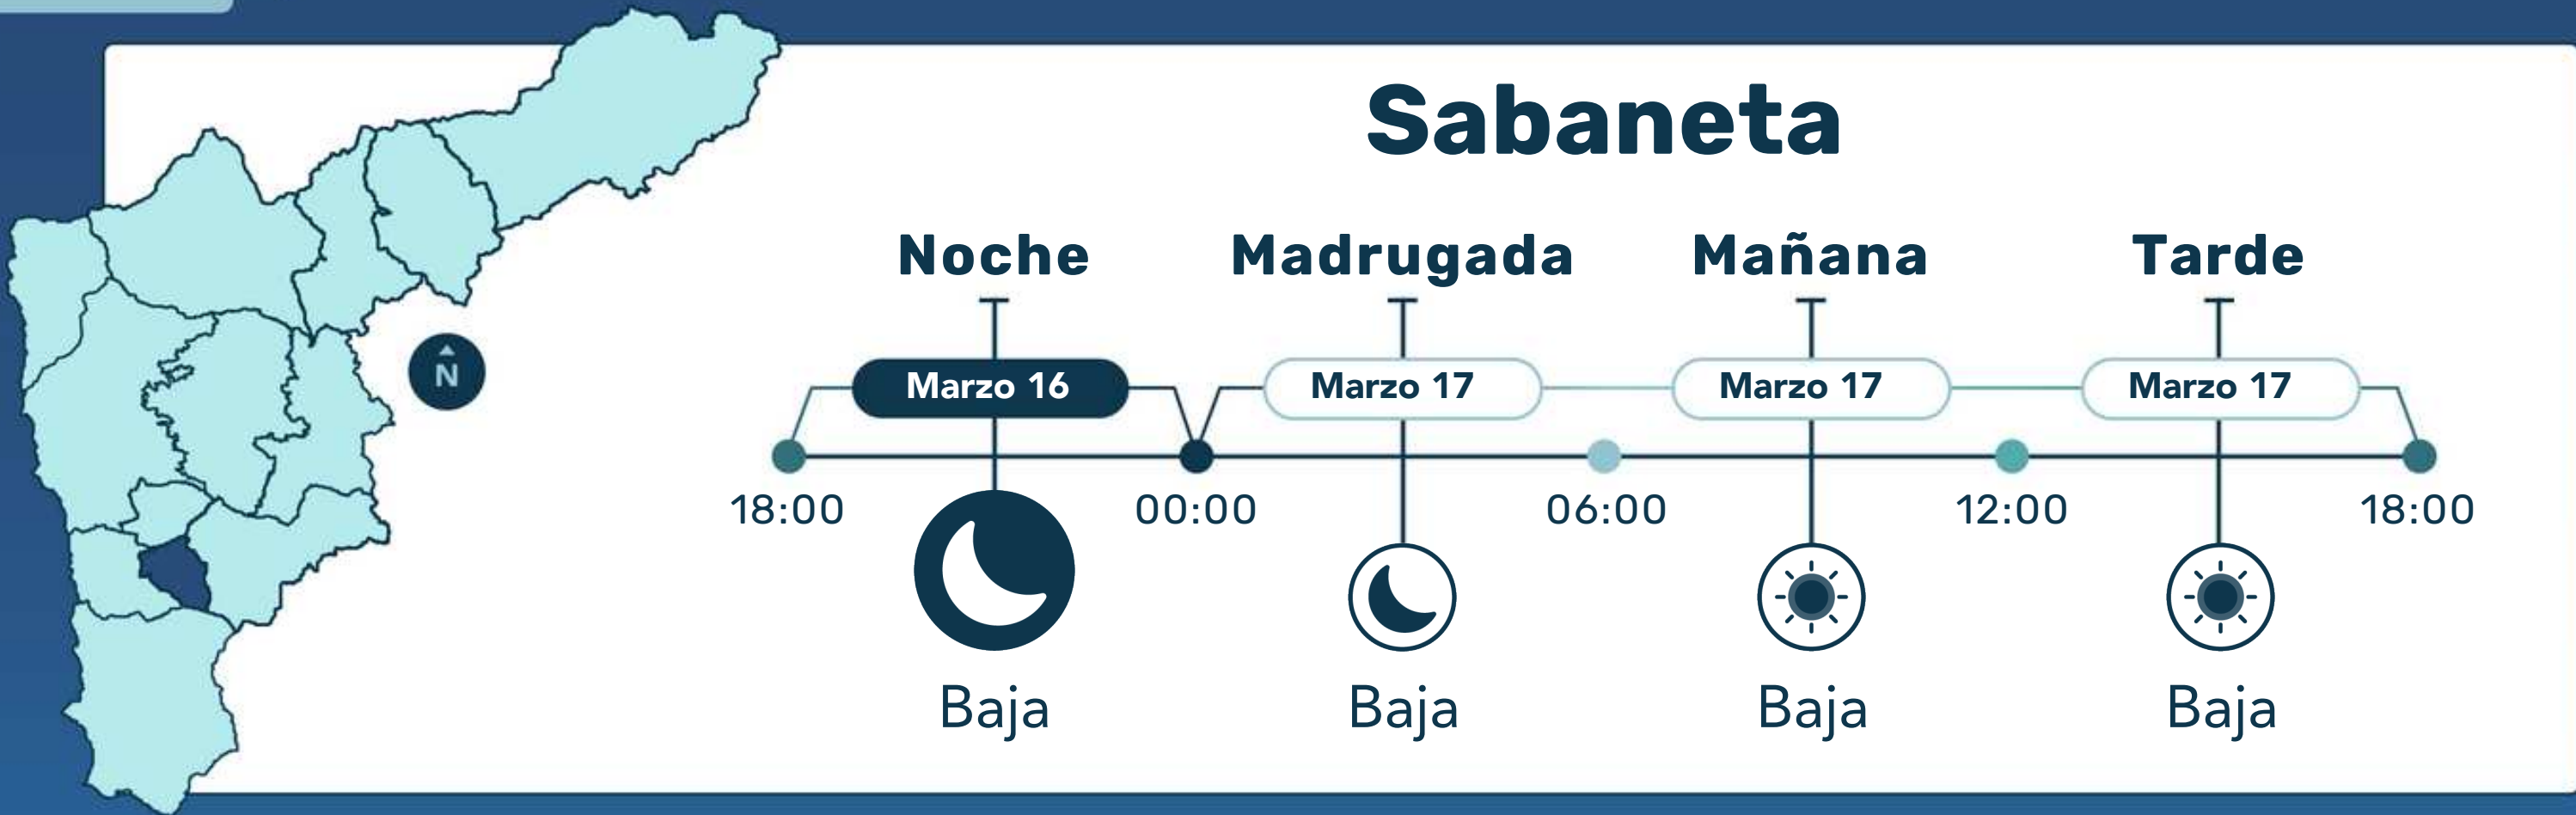 Sabaneta
Noche Madrugada Mañana Tarde
Marzo 16 Marzo 17 Marzo 17 Marzo 17
N
18:00 00:00 06:00 12:00 18:00
Baja Baja Baja Baja